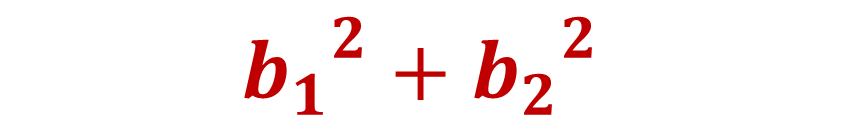 b₁² + b₂²